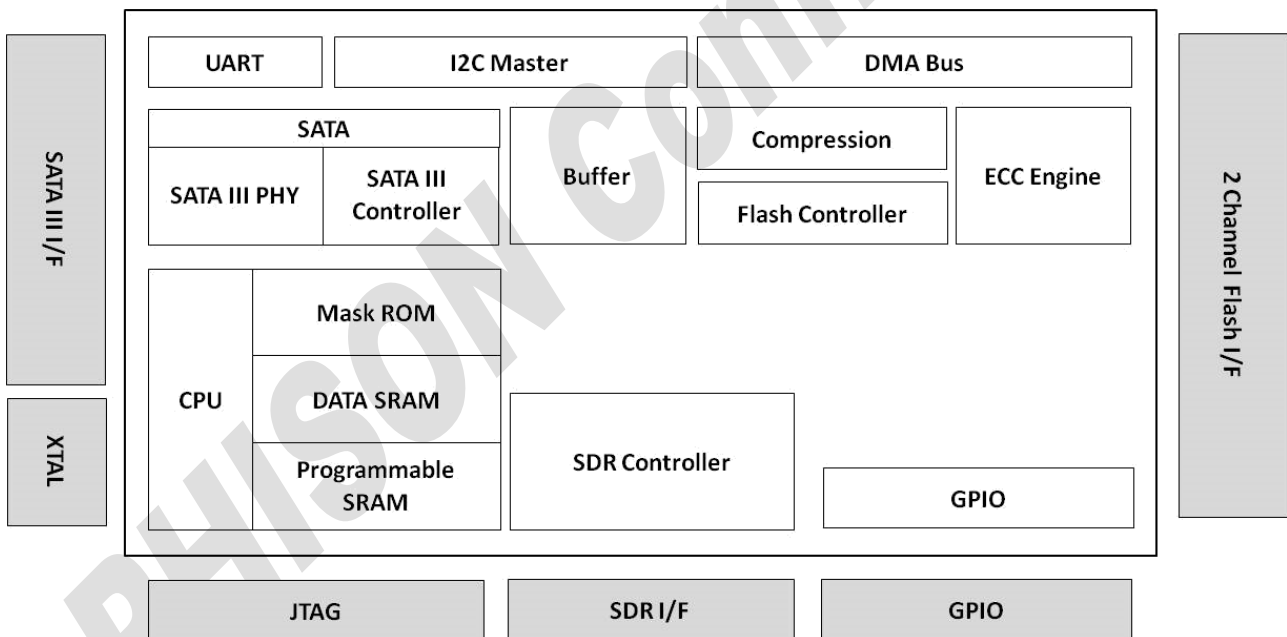 UART
I2C Master
DMA Bus
SATA
SATA III PHY
SATA III
Controller
Buffer
Compression
Flash Controller
ECC Engine
CPU
Mask ROM
DATA SRAM
Programmable
SRAM
SDR Controller
GPIO
SATA III I/F
XTAL
2 Channel Flash I/F
JTAG
SDR I/F
GPIO
PHISON